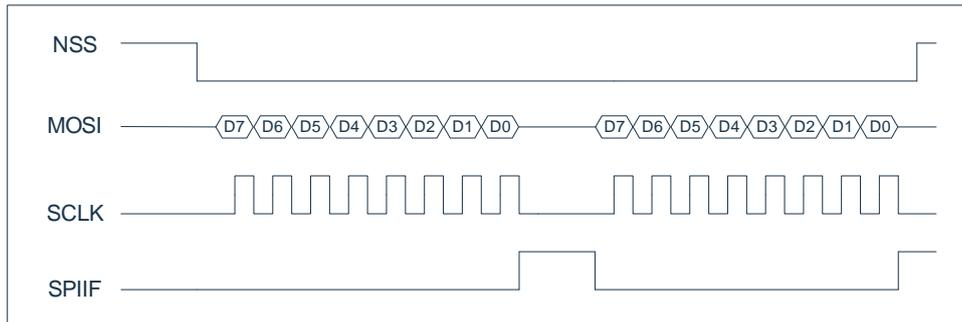 NSS
MOSI D7 D6 D5 D4 D3 D2 D1 D0 D7 D6 D5 D4 D3 D2 D1 D0
SCLK
SPIIF